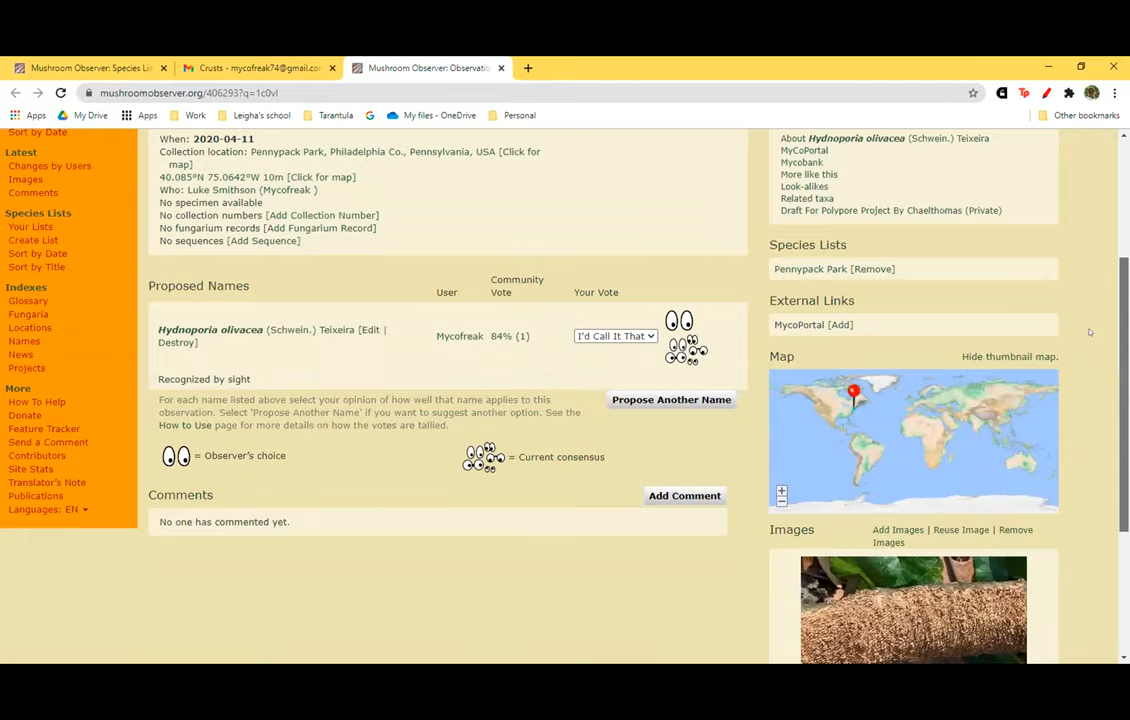 Mushroom Observer: Species Lis
Crusts - mycofreak74@gmail.com
Mushroom Observer: Observatio
mushroomobserver.org/406293?q=1c0vl
Apps
My Drive
Apps
Work
Leigha's school
Tarantula
My files - OneDrive
Personal
Other bookmarks
Sort by Date
Latest
Changes by Users
Images
Comments
Species Lists
Your Lists
Create List
Sort by Date
Sort by Title
Indexes
Glossary
Fungaria
Locations
Names
News
Projects
More
How To Help
Donate
Feature Tracker
Send a Comment
Contributors
Site Stats
Translator's Note
Publications
Languages: EN
When: 2020-04-11
Collection location: Pennypack Park, Philadelphia Co., Pennsylvania, USA [Click for
map]
40.085°N 75.0642°W 10m [Click for map]
Who: Luke Smithson (Mycofreak )
No specimen available
No collection numbers [Add Collection Number]
No fungarium records [Add Fungarium Record]
No sequences [Add Sequence]
Proposed Names
User
Community
Vote
Your Vote
Hydnoporia olivacea (Schwein.) Teixeira [Edit |
Destroy]
Mycofreak
84% (1)
I'd Call It That
Recognized by sight
For each name listed above select your opinion of how well that name applies to this
observation. Select 'Propose Another Name' if you want to suggest another option. See the
How to Use page for more details on how the votes are tallied.
Propose Another Name
= Observer's choice
= Current consensus
Comments
Add Comment
No one has commented yet.
About Hydnoporia olivacea (Schwein.) Teixeira
MyCoPortal
Mycobank
More like this
Look-alikes
Related taxa
Draft For Polypore Project By Chaelthomas (Private)
Species Lists
Pennypack Park [Remove]
External Links
MycoPortal [Add]
Map
Hide thumbnail map.
+
−
Images
Add Images | Reuse Image | Remove
Images